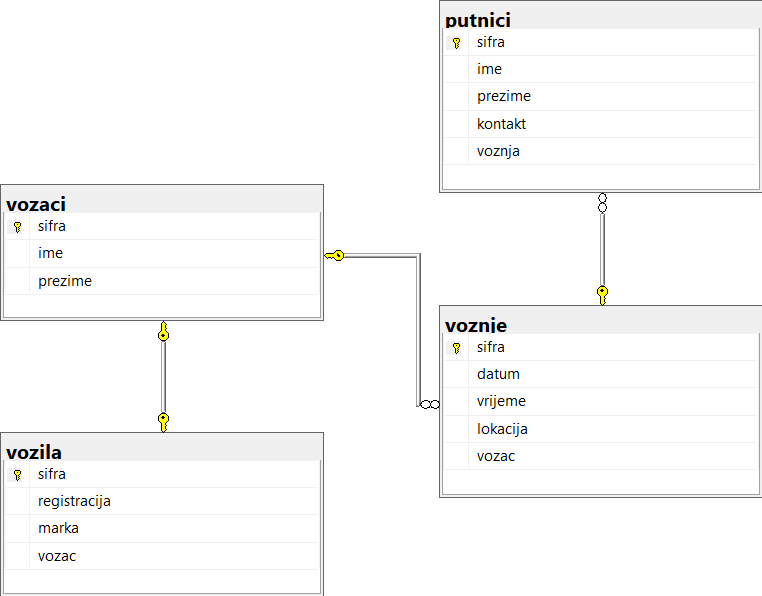 putnici
sifra
ime
prezime
kontakt
voznja
vozaci
sifra
ime
prezime
voznje
sifra
datum
vrijeme
lokacija
vozac
vozila
sifra
registracija
marka
vozac